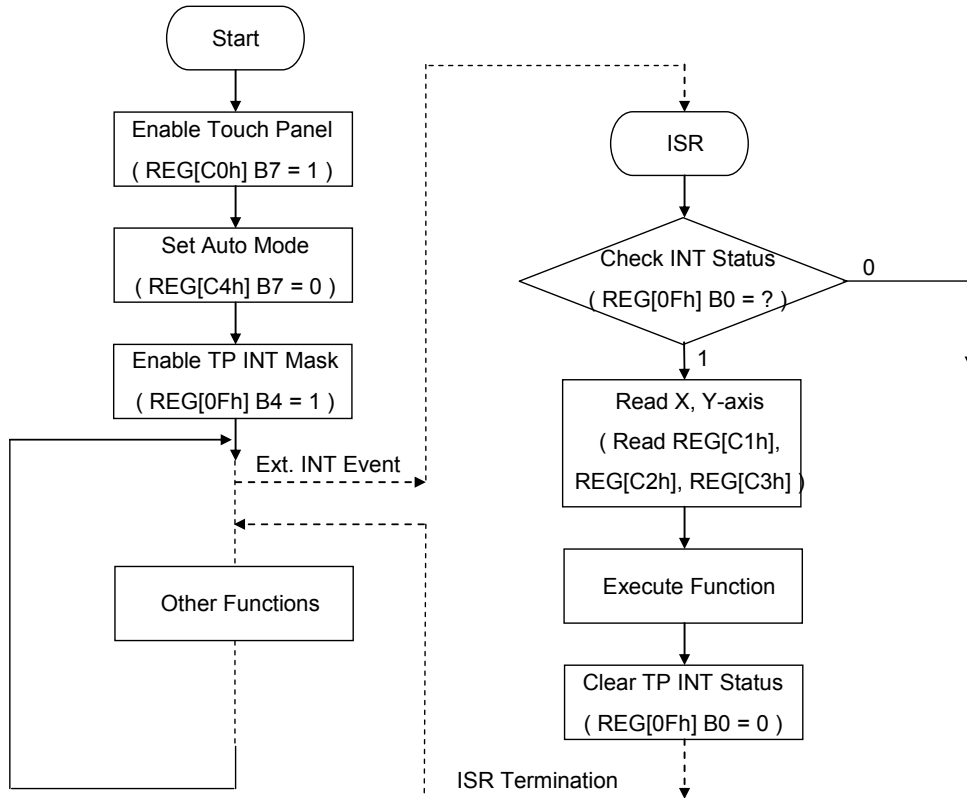 Start
Enable Touch Panel
( REG[C0h] B7 = 1 )
Set Auto Mode
( REG[C4h] B7 = 0 )
Enable TP INT Mask
( REG[0Fh] B4 = 1 )
Ext. INT Event
Other Functions
ISR
Check INT Status
( REG[0Fh] B0 = ? )
0
1
Read X, Y-axis
( Read REG[C1h],
REG[C2h], REG[C3h] )
Execute Function
Clear TP INT Status
( REG[0Fh] B0 = 0 )
ISR Termination